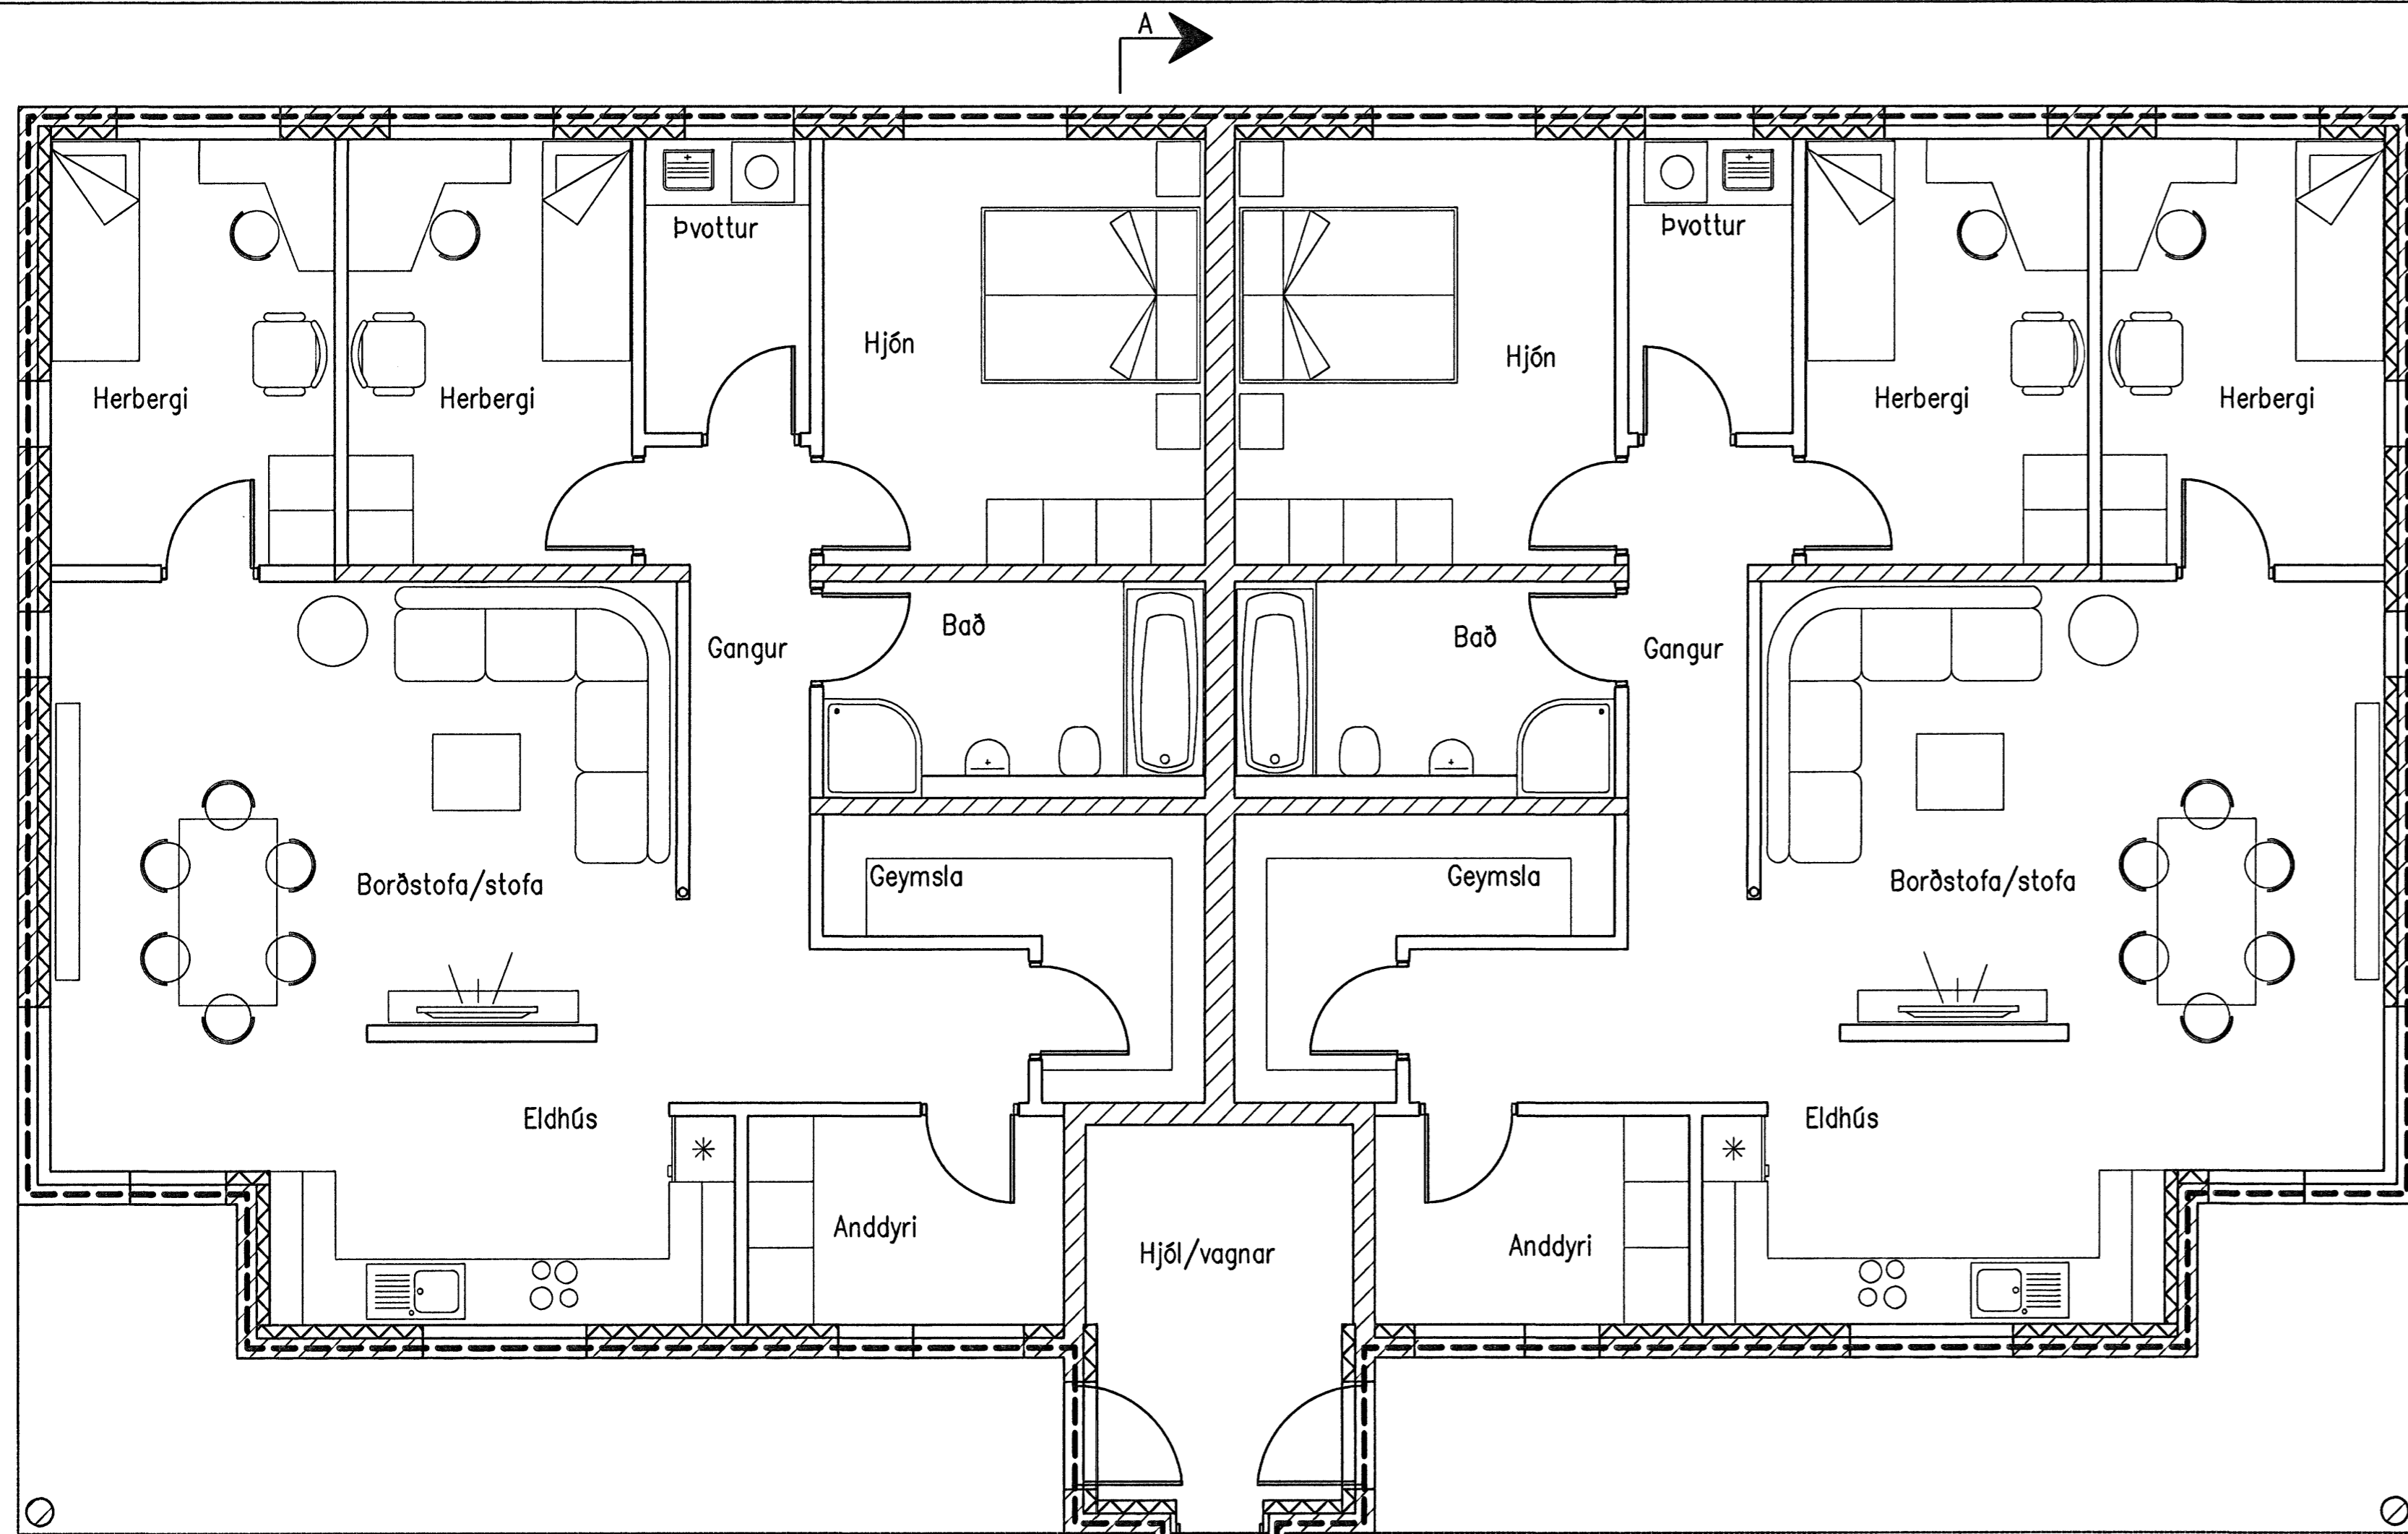 A
Þvottur
Þvottur
Hjón
Hjón
Herbergi
Herbergi
Herbergi
Herbergi
Bað
Bað
Gangur
Gangur
Geymsla
Geymsla
Borðstofa/stofa
Borðstofa/stofa
Eldhús
Eldhús
Anddyri
Hjól/vagnar
Anddyri